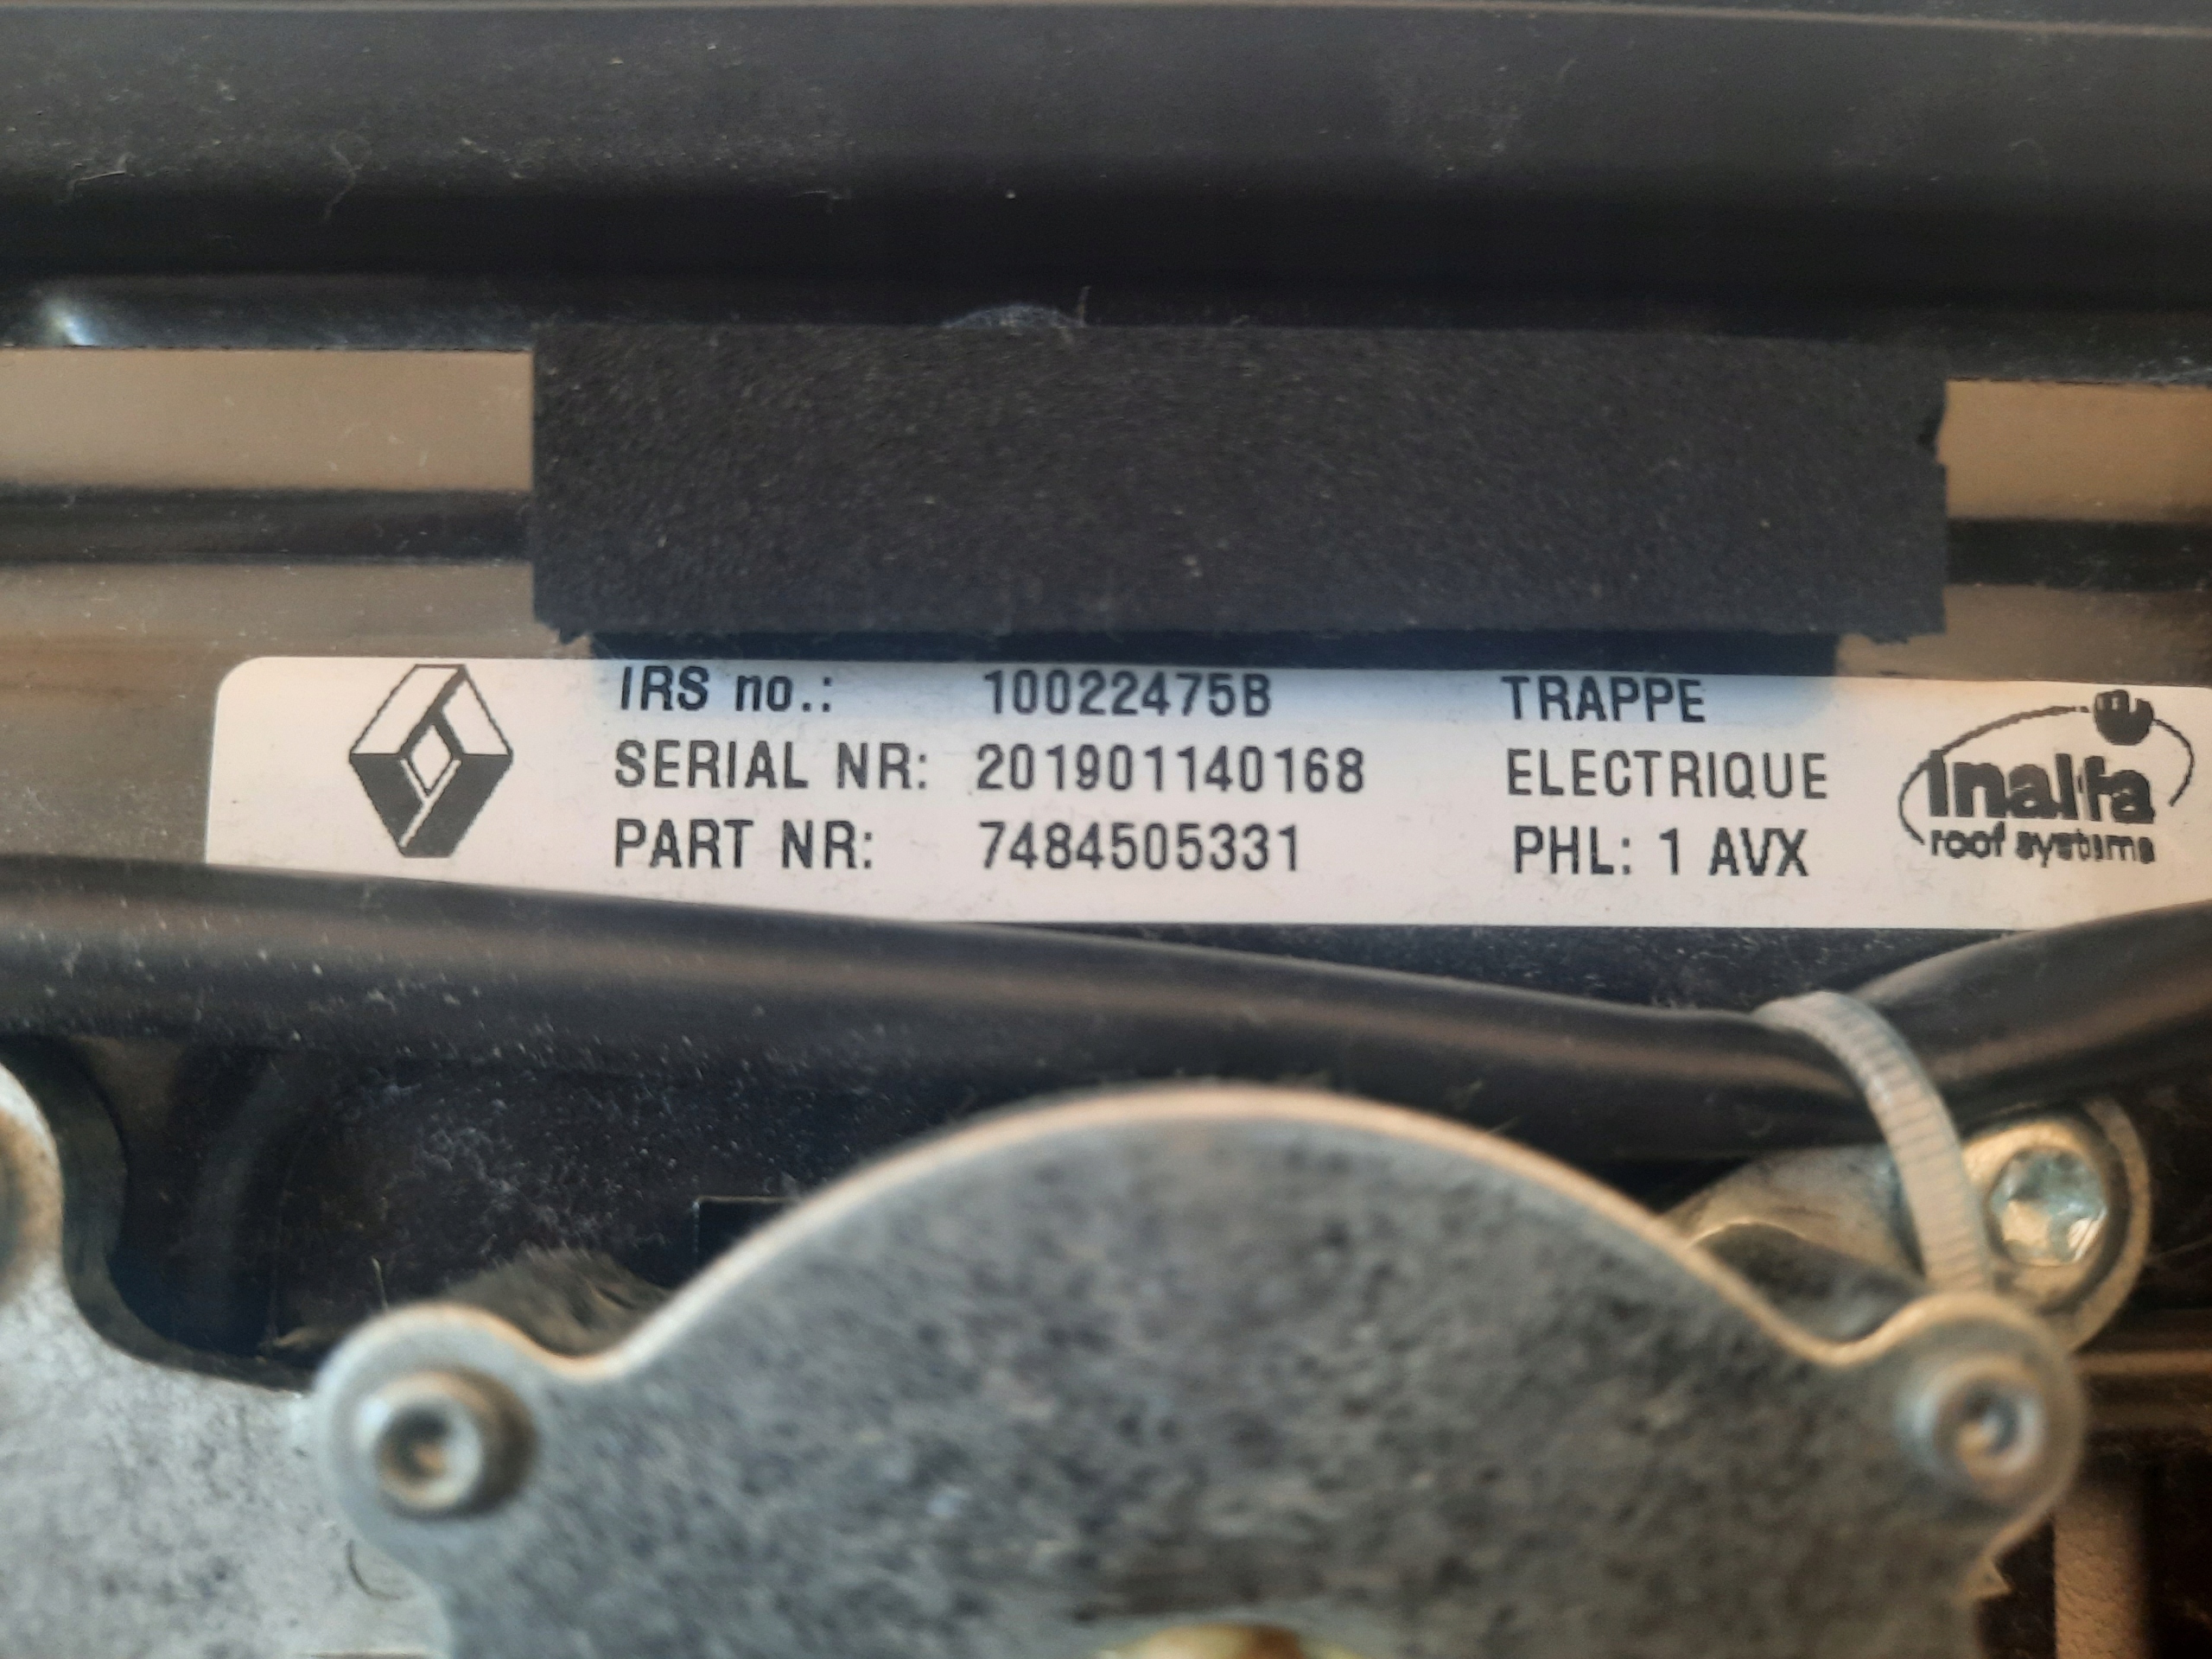 IRS no.: 10022475B TRAPPE
SERIAL NR: 201901140168 ELECTRIQUE
PART NR: 7484505331 PHL: 1 AVX
inalfa
roof systems